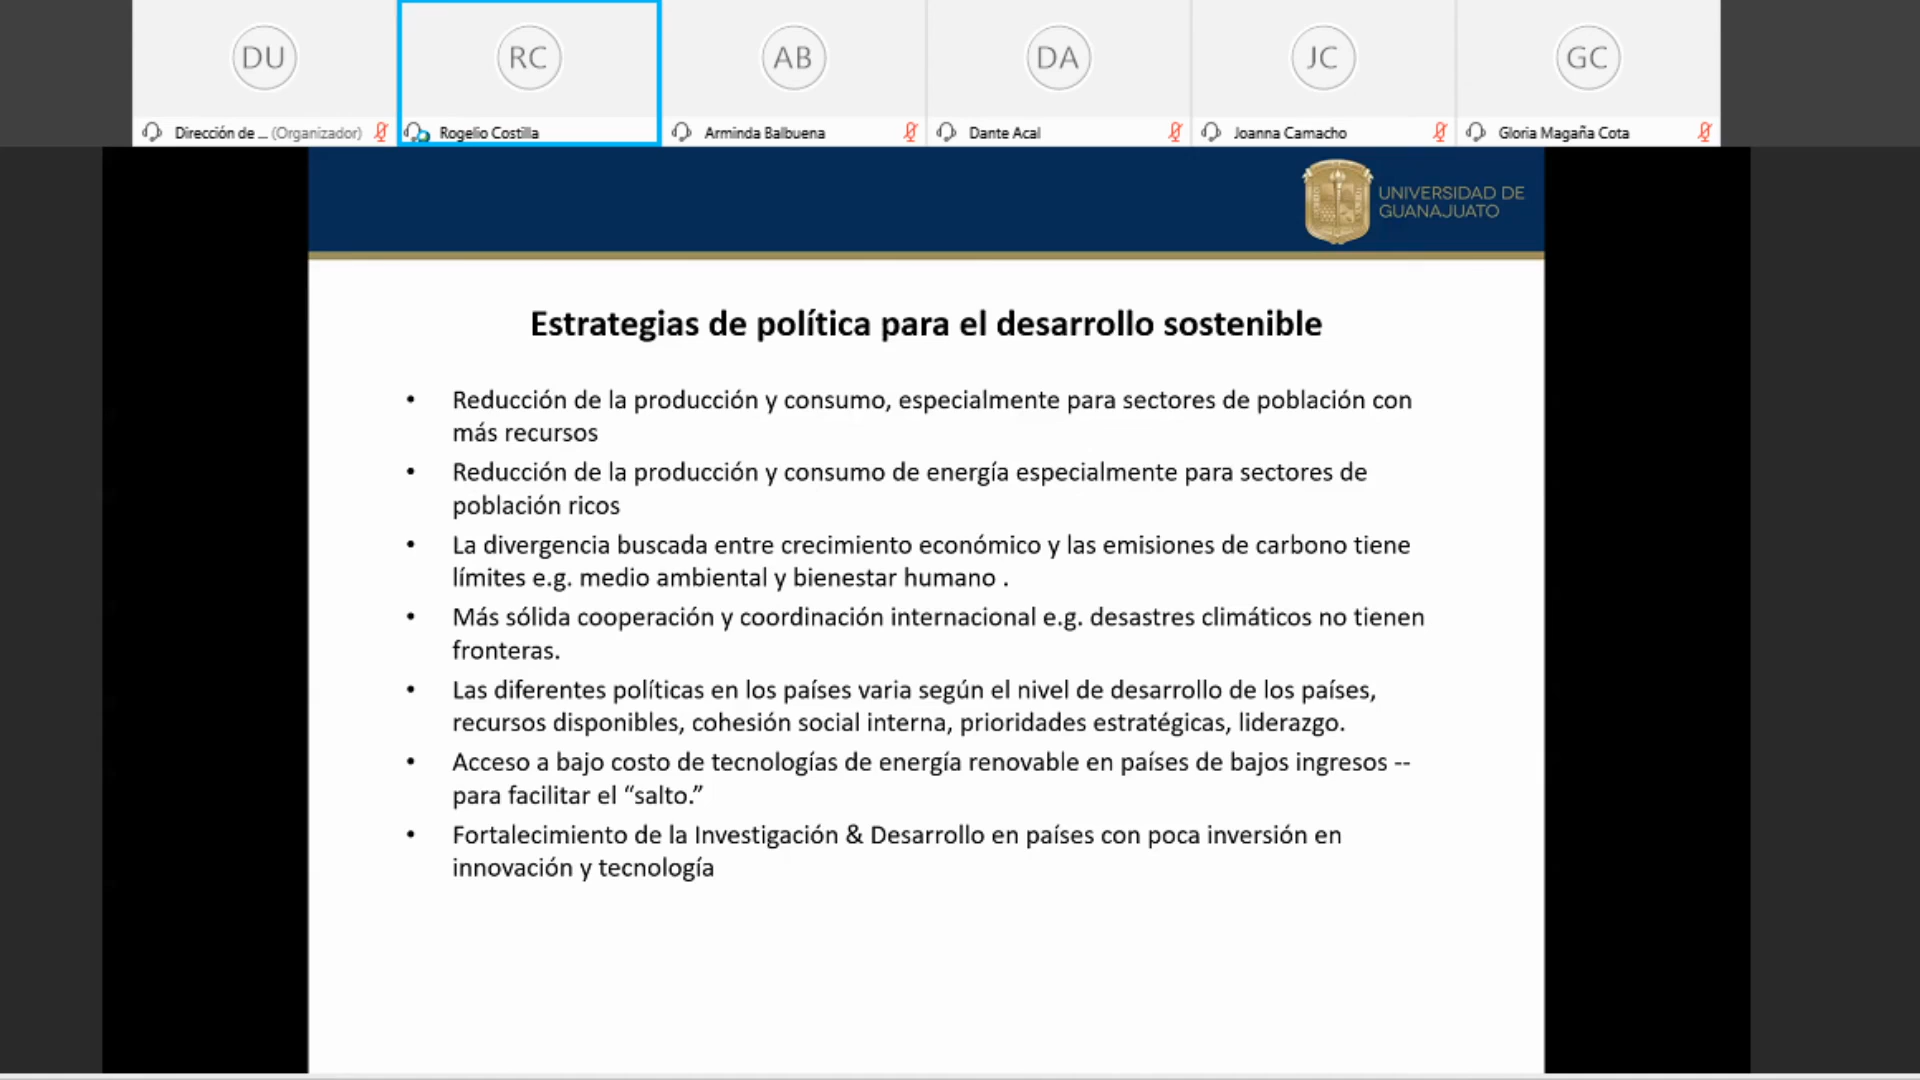 DU
RC
AB
DA
JC
GC
Dirección de ... (Organizador)
Rogelio Costilla
Arminda Balbuena
Dante Acal
Joanna Camacho
Gloria Magaña Cota
UNIVERSIDAD DE
GUANAJUATO
Estrategias de política para el desarrollo sostenible
• Reducción de la producción y consumo, especialmente para sectores de población con
más recursos
• Reducción de la producción y consumo de energía especialmente para sectores de
población ricos
• La divergencia buscada entre crecimiento económico y las emisiones de carbono tiene
límites e.g. medio ambiental y bienestar humano .
• Más sólida cooperación y coordinación internacional e.g. desastres climáticos no tienen
fronteras.
• Las diferentes políticas en los países varia según el nivel de desarrollo de los países,
recursos disponibles, cohesión social interna, prioridades estratégicas, liderazgo.
• Acceso a bajo costo de tecnologías de energía renovable en países de bajos ingresos --
para facilitar el “salto.”
• Fortalecimiento de la Investigación & Desarrollo en países con poca inversión en
innovación y tecnología